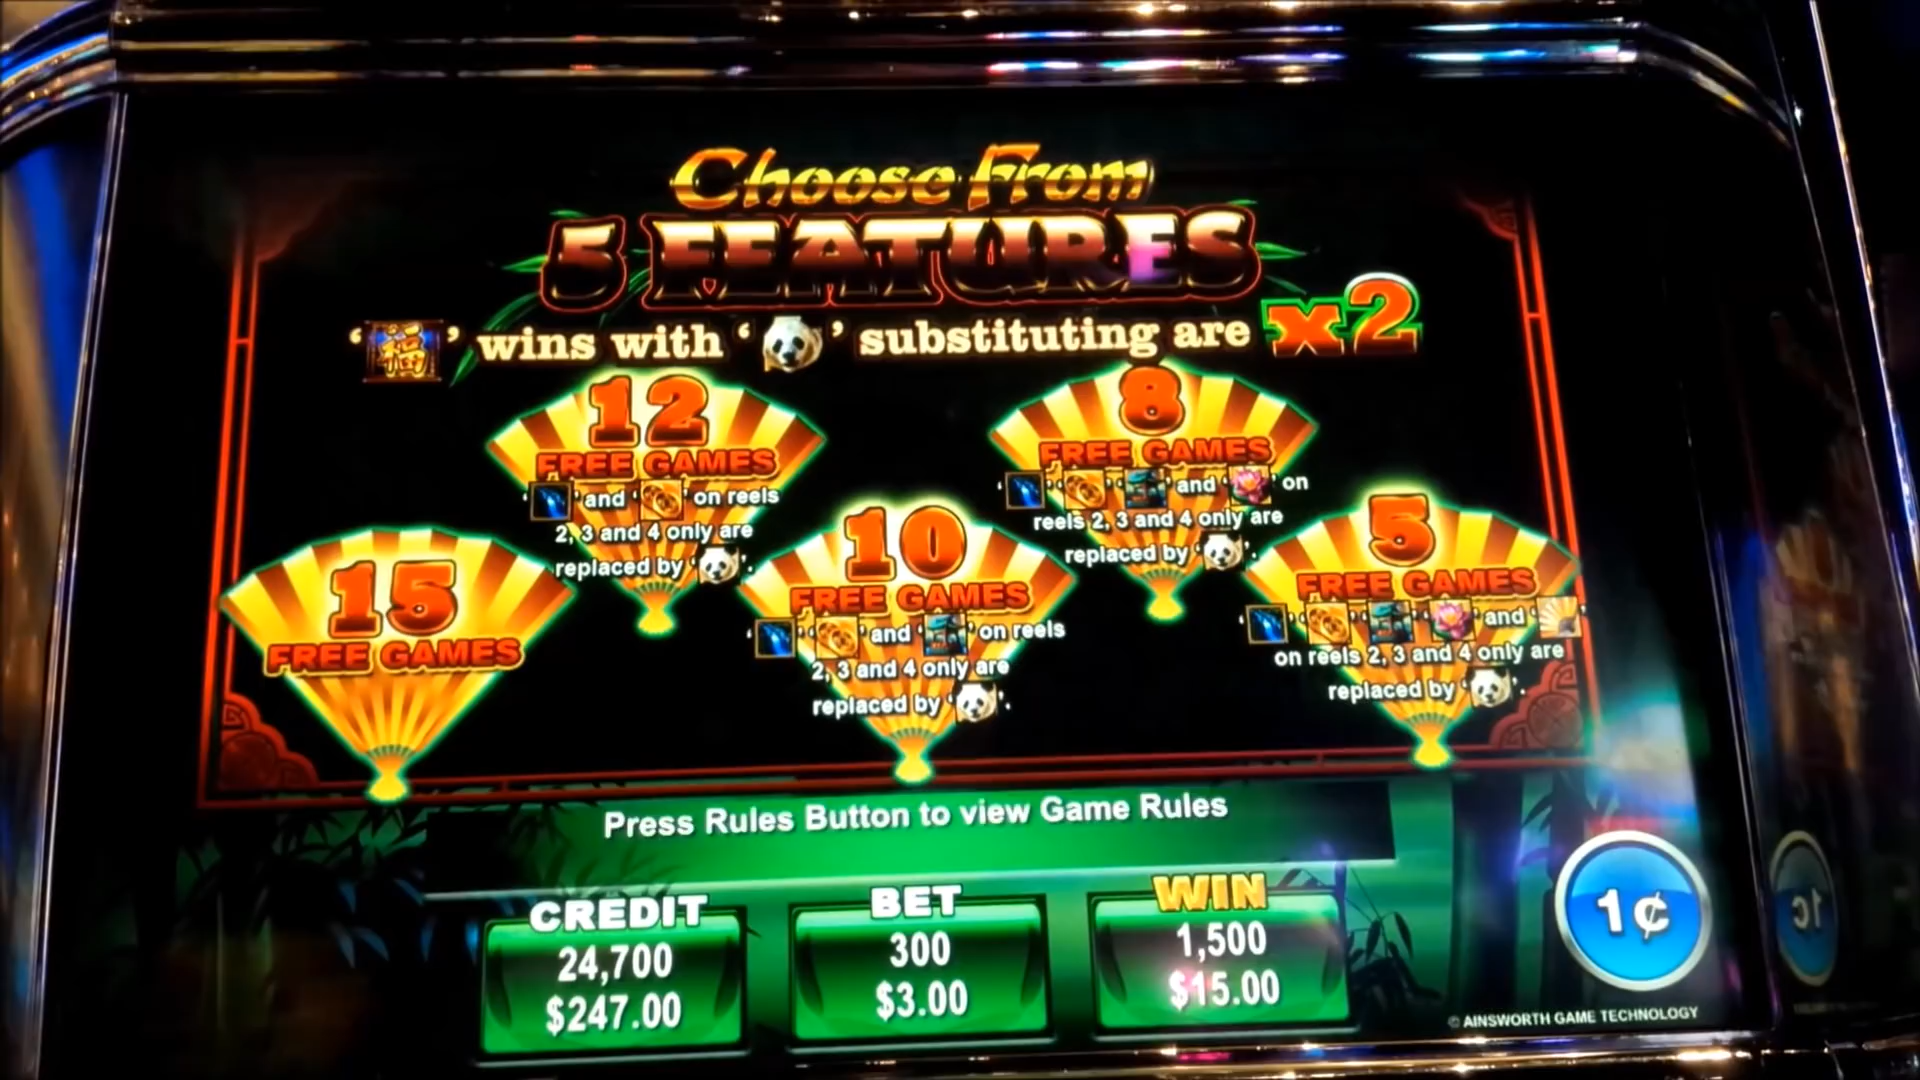 Choose From
5 FEATURES
‘福’ wins with ‘ ’ substituting are x2
15
FREE GAMES
12
FREE GAMES
‘ ’ and ‘ ’ on reels
2, 3 and 4 only are
replaced by ‘ ’.
10
FREE GAMES
‘ ’ ‘ ’ and ‘ ’ on reels
2, 3 and 4 only are
replaced by ‘ ’.
8
FREE GAMES
‘ ’ ‘ ’ ‘ ’ and ‘ ’ on
reels 2, 3 and 4 only are
replaced by ‘ ’.
5
FREE GAMES
‘ ’ ‘ ’ ‘ ’ ‘ ’ and ‘ ’
on reels 2, 3 and 4 only are
replaced by ‘ ’.
Press Rules Button to view Game Rules
CREDIT
24,700
$247.00
BET
300
$3.00
WIN
1,500
$15.00
1¢
© AINSWORTH GAME TECHNOLOGY